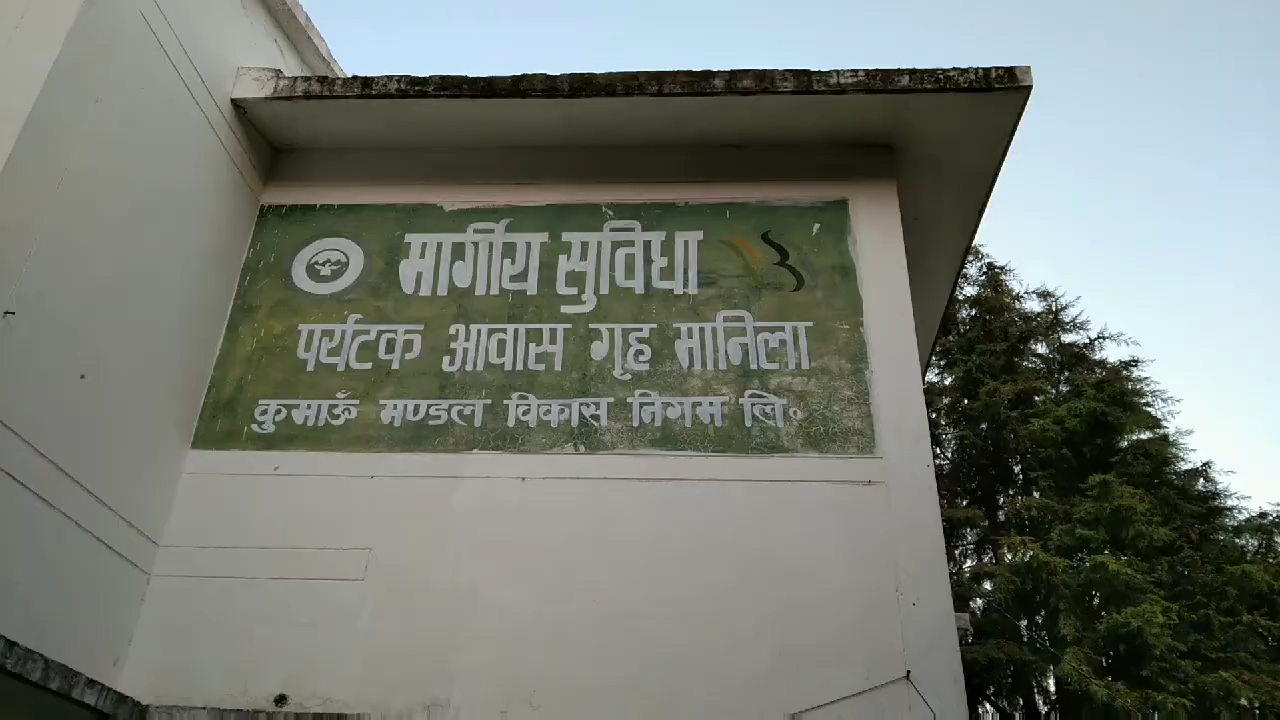 मार्गीय सुविधा
पर्यटक आवास गृह मानिला
कुमाऊँ मण्डल विकास निगम लि०